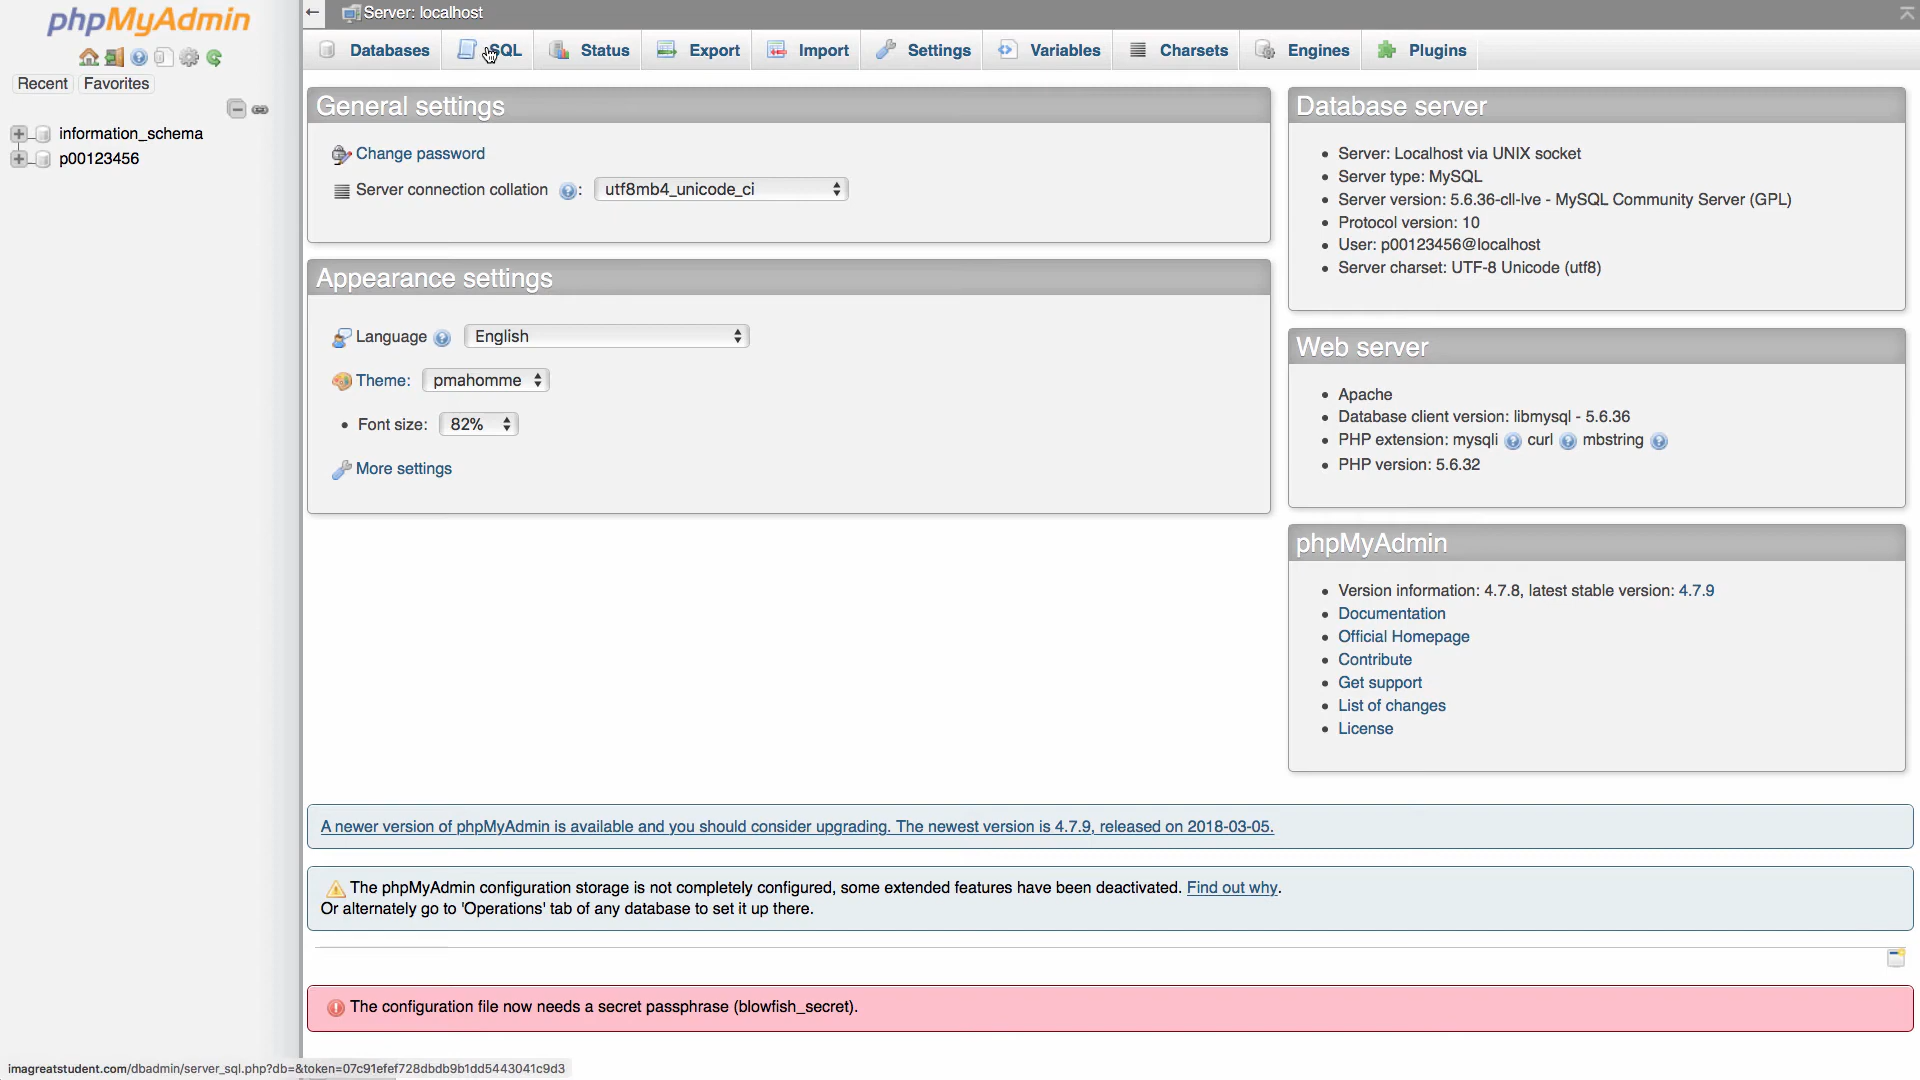 phpMyAdmin
Recent
Favorites
information_schema
p00123456
Server: localhost
Databases
SQL
Status
Export
Import
Settings
Variables
Charsets
Engines
Plugins
General settings
Change password
Server connection collation
:
utf8mb4_unicode_ci
Appearance settings
Language
English
Theme:
pmahomme
Font size:
82%
More settings
Database server
Server: Localhost via UNIX socket
Server type: MySQL
Server version: 5.6.36-cll-lve - MySQL Community Server (GPL)
Protocol version: 10
User: p00123456@localhost
Server charset: UTF-8 Unicode (utf8)
Web server
Apache
Database client version: libmysql - 5.6.36
PHP extension: mysqli curl mbstring
PHP version: 5.6.32
phpMyAdmin
Version information: 4.7.8, latest stable version: 4.7.9
Documentation
Official Homepage
Contribute
Get support
List of changes
License
A newer version of phpMyAdmin is available and you should consider upgrading. The newest version is 4.7.9, released on 2018-03-05.
The phpMyAdmin configuration storage is not completely configured, some extended features have been deactivated. Find out why.
Or alternately go to 'Operations' tab of any database to set it up there.
The configuration file now needs a secret passphrase (blowfish_secret).
imagreatstudent.com/dbadmin/server_sql.php?db=&token=07c91efef728dbdb9b1dd5443041c9d3